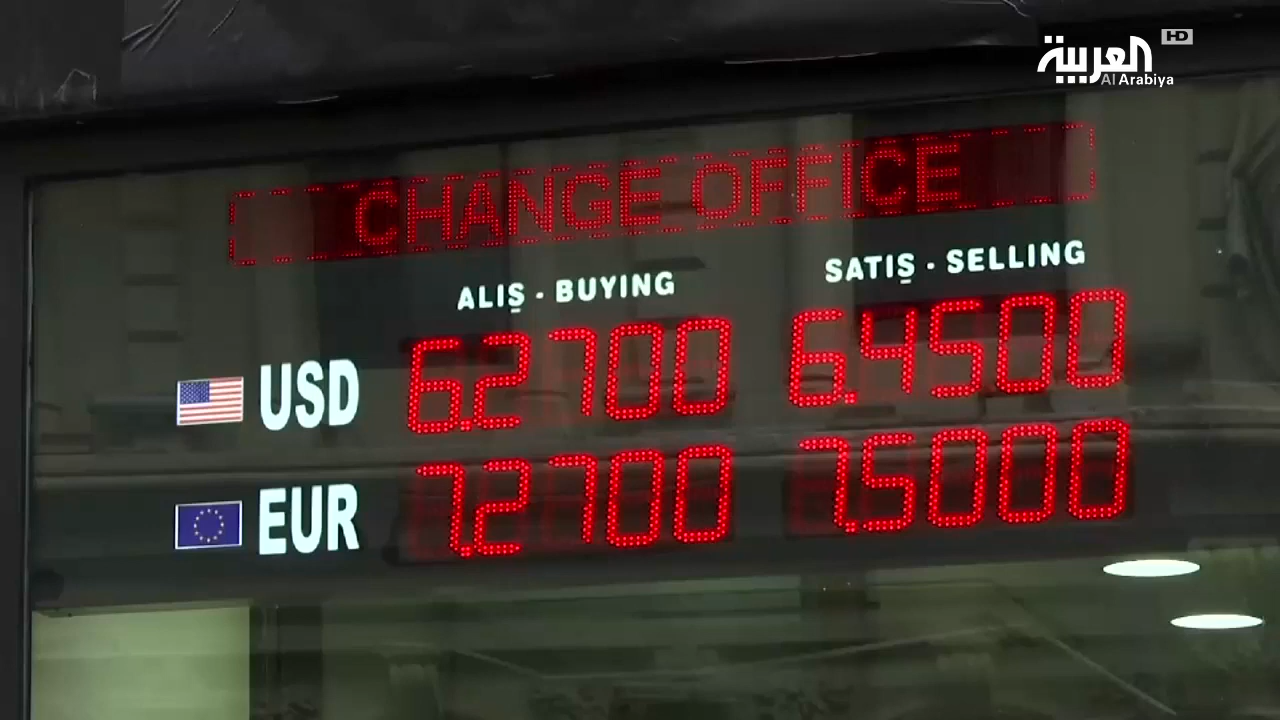 HD
العربية
Al Arabiya
CHANGE OFFICE
ALIŞ - BUYING
SATIŞ - SELLING
USD 6.2700 6.4500
EUR 7.2700 7.5000